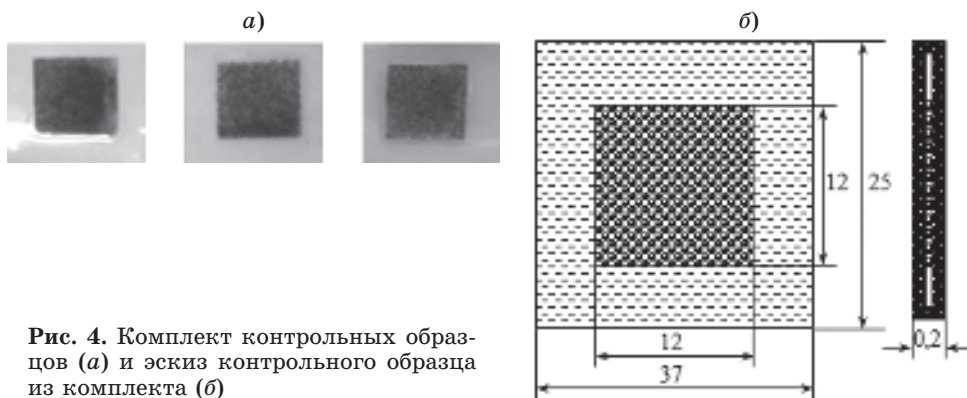 а)
б)
12
25
0,2
12
37
Рис. 4. Комплект контрольных образ-
цов (а) и эскиз контрольного образца
из комплекта (б)